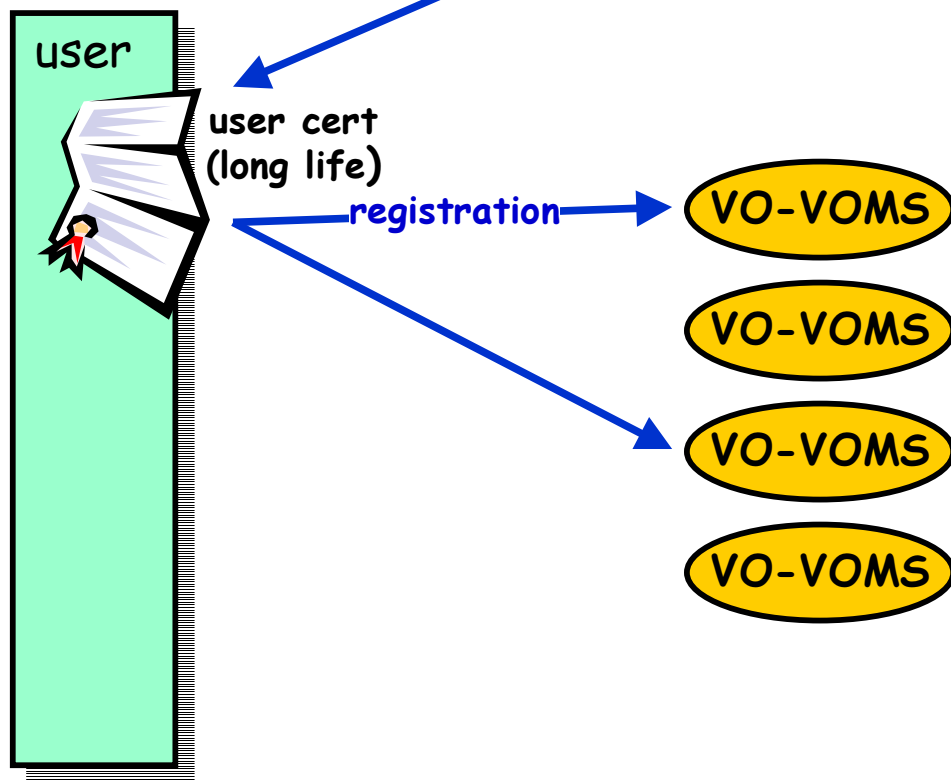 user
user cert
(long life)
registration
VO-VOMS
VO-VOMS
VO-VOMS
VO-VOMS